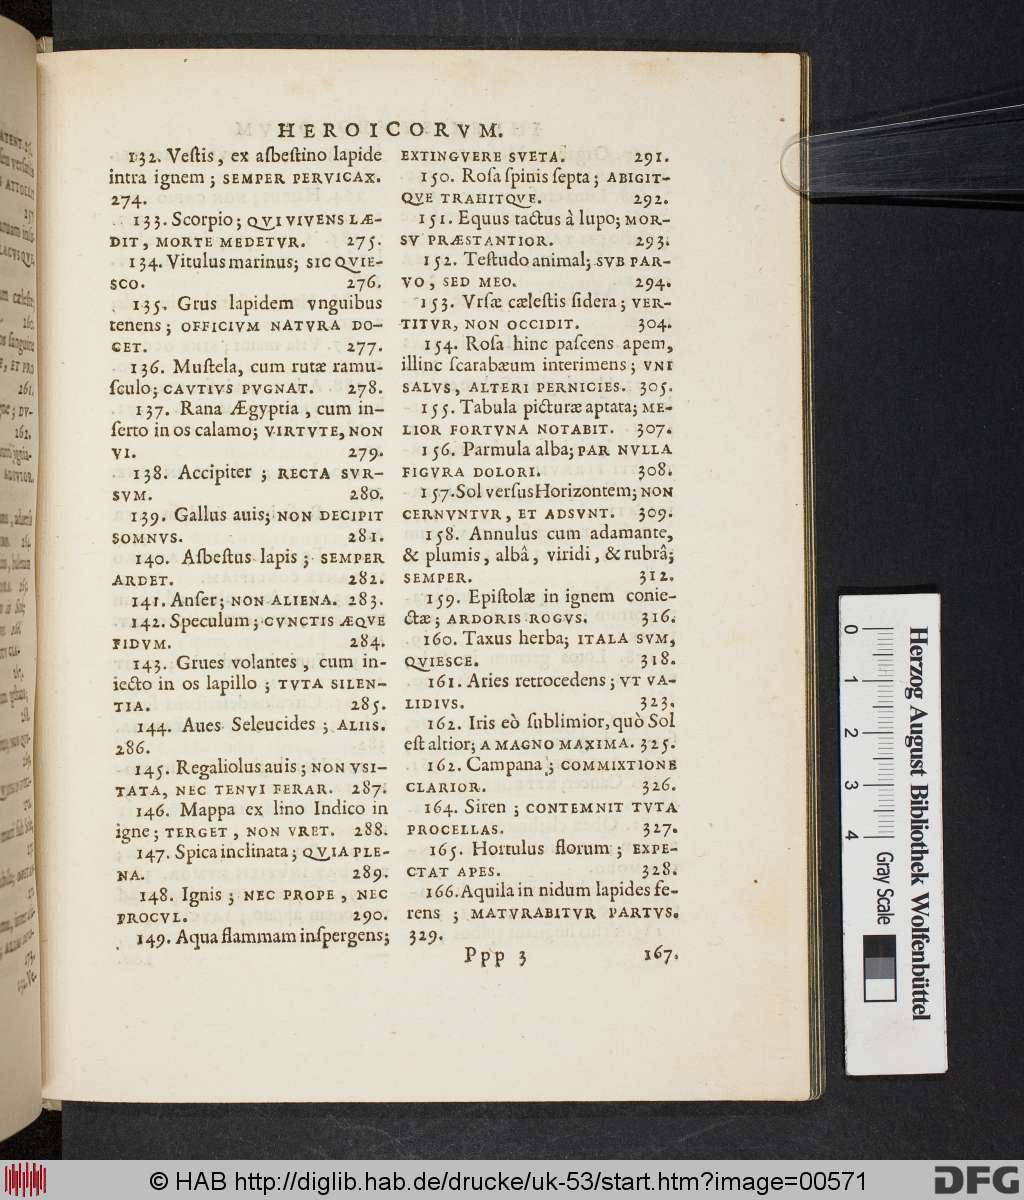 HEROICORVM.
132. Veſtis, ex aſbeſtino lapide
intra ignem; SEMPER PERVICAX.
274.
133. Scorpio; QVI VIVENS LÆ-
DIT, MORTE MEDETVR. 275.
134. Vitulus marinus; SIC QVIE-
SCO. 276.
135. Grus lapidem vnguibus
tenens; OFFICIVM NATVRA DO-
CET. 277.
136. Muſtela, cum rutæ ramu-
ſculo; CAVTIVS PVGNAT. 278.
137. Rana Ægyptia, cum in-
ſerto in os calamo; VIRTVTE, NON
VI. 279.
138. Accipiter; RECTA SVR-
SVM. 280.
139. Gallus auis; NON DECIPIT
SOMNVS. 281.
140. Aſbeſtus lapis; SEMPER
ARDET. 282.
141. Anſer; NON ALIENA. 283.
142. Speculum; CVNCTIS ÆQVE
FIDVM. 284.
143. Grues volantes, cum in-
iecto in os lapillo; TVTA SILEN-
TIA. 285.
144. Aues Seleucides; ALIIS.
286.
145. Regaliolus auis; NON VSI-
TATA, NEC TENVI FERAR. 287.
146. Mappa ex lino Indico in
igne; TERGET, NON VRET. 288.
147. Spica inclinata; QVIA PLE-
NA. 289.
148. Ignis; NEC PROPE, NEC
PROCVL. 290.
149. Aqua flammam inſpergens;
EXTINGVERE SVETA. 291.
150. Roſa ſpinis ſepta; ABIGIT-
QVE TRAHITQVE. 292.
151. Equus tactus à lupo; MOR-
SV PRÆSTANTIOR. 293.
152. Teſtudo animal; SVB PAR-
VO, SED MEO. 294.
153. Vrſæ cæleſtis ſidera; VER-
TITVR, NON OCCIDIT. 304.
154. Roſa hinc paſcens apem,
illinc ſcarabæum interimens; VNI
SALVS, ALTERI PERNICIES. 305.
155. Tabula picturæ aptata; ME-
LIOR FORTVNA NOTABIT. 307.
156. Parmula alba; PAR NVLLA
FIGVRA DOLORI. 308.
157. Sol verſus Horizontem; NON
CERNVNTVR, ET ADSVNT. 309.
158. Annulus cum adamante,
& plumis, albâ, viridi, & rubrâ;
SEMPER. 312.
159. Epiſtolæ in ignem conie-
ctæ; ARDORIS ROGVS. 316.
160. Taxus herba; ITALA SVM,
QVIESCE. 318.
161. Aries retrocedens; VT VA-
LIDIVS. 323.
162. Iris eò ſublimior, quò Sol
eſt altior; A MAGNO MAXIMA. 325.
162. Campana; COMMIXTIONE
CLARIOR. 326.
164. Siren; CONTEMNIT TVTA
PROCELLAS. 327.
165. Hortulus florum; EXPE-
CTAT APES. 328.
166. Aquila in nidum lapides fe-
rens; MATVRABITVR PARTVS.
329.
Ppp 3 167.
0 1 2 3 4
Herzog August Bibliothek Wolfenbüttel
Gray Scale
© HAB http://diglib.hab.de/drucke/uk-53/start.htm?image=00571
DFG